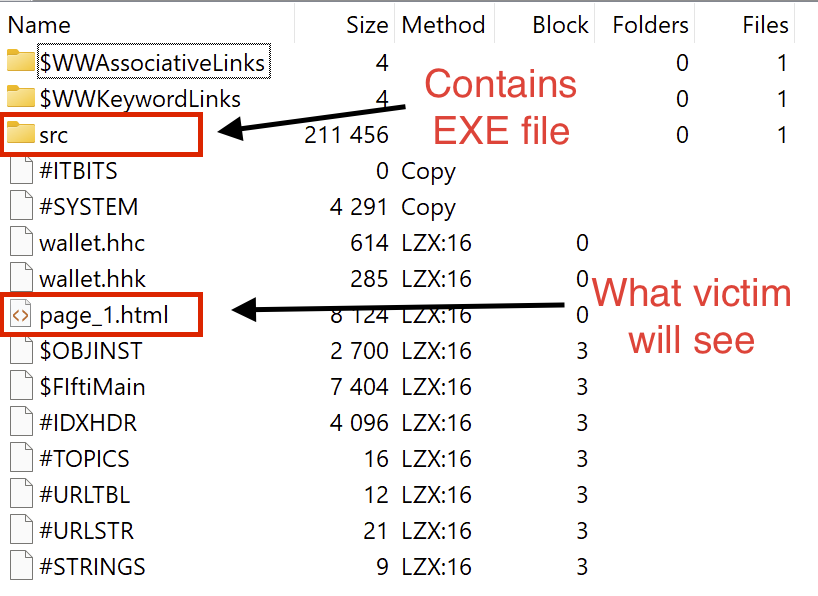 Name Size Method Block Folders Files
$WWAssociativeLinks 4 0 1
$WWKeywordLinks 4 0 1
Contains
EXE file
src 211 456 0 1
#ITBITS 0 Copy
#SYSTEM 4 291 Copy
wallet.hhc 614 LZX:16 0
wallet.hhk 285 LZX:16 0
What victim
will see
page_1.html 8 124 LZX:16 0
$OBJINST 2 700 LZX:16 3
$FIftiMain 7 404 LZX:16 3
#IDXHDR 4 096 LZX:16 3
#TOPICS 16 LZX:16 3
#URLTBL 12 LZX:16 3
#URLSTR 21 LZX:16 3
#STRINGS 9 LZX:16 3